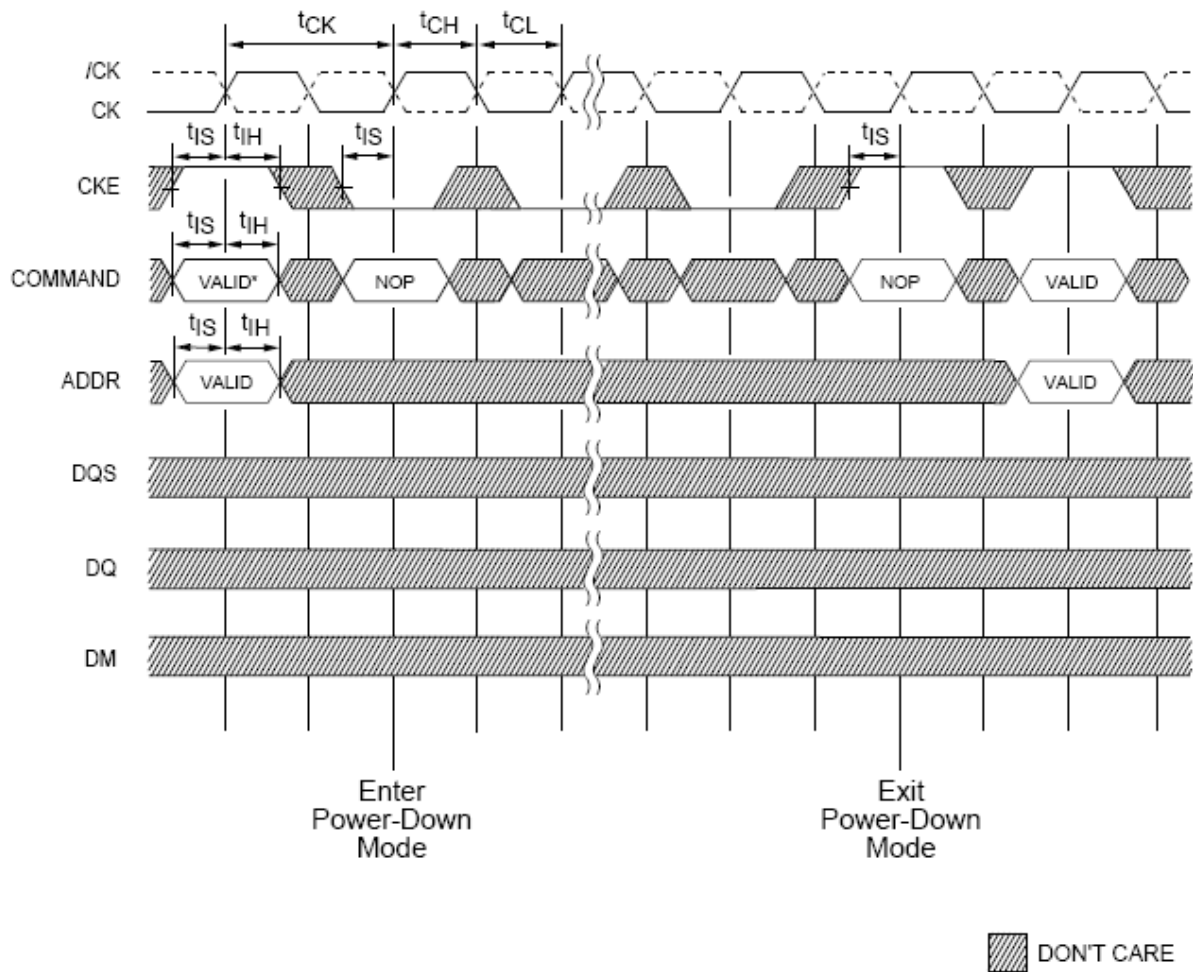 tCK tCH tCL
/CK
CK
tIS tIH tIS tIS
CKE
tIS tIH
COMMAND VALID* NOP NOP VALID
tIS tIH
ADDR VALID VALID
DQS
DQ
DM
Enter
Power-Down
Mode
Exit
Power-Down
Mode
DON'T CARE